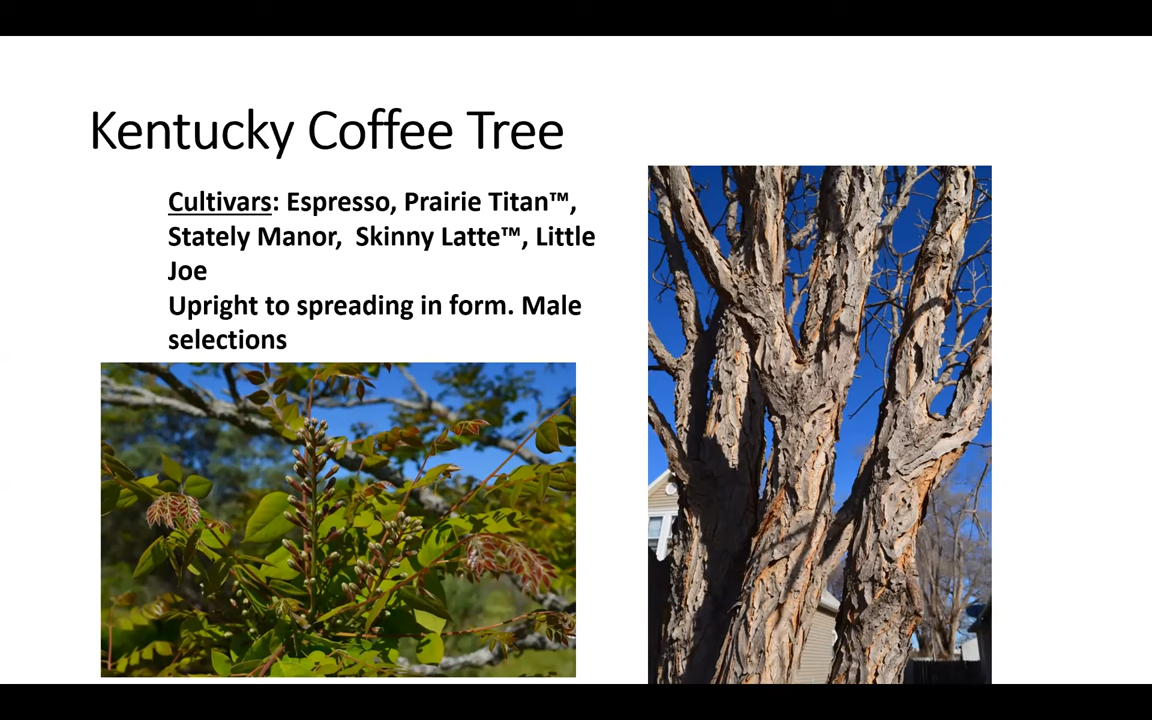 Kentucky Coffee Tree
Cultivars: Espresso, Prairie Titan™,
Stately Manor, Skinny Latte™, Little
Joe
Upright to spreading in form. Male
selections